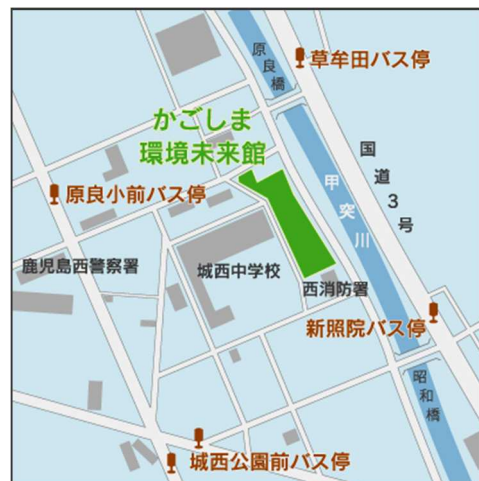 原良橋
草牟田バス停
かごしま
環境未来館
国道3号
甲突川
原良小前バス停
鹿児島西警察署
城西中学校
西消防署
新照院バス停
昭和橋
城西公園前バス停